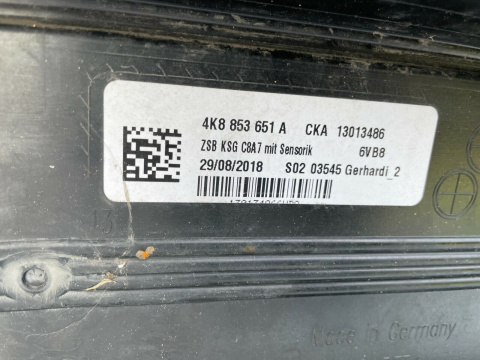 4K8 853 651 A CKA 13013486
ZSB KSG C8A7 mit Sensorik 6VB8
29/08/2018 S02 03545 Gerhardi_2
13
Made in Germany